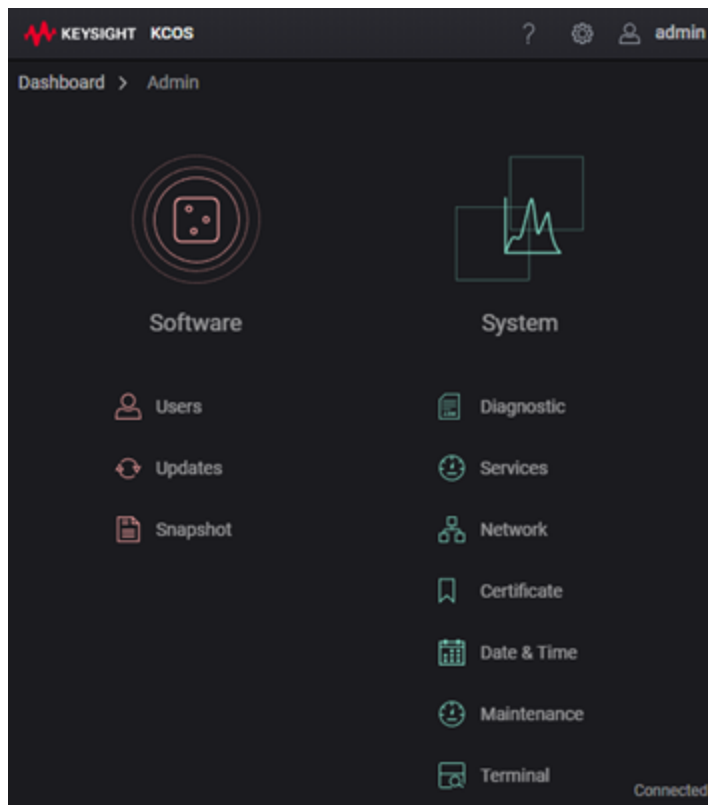 KEYSIGHT KCOS ? admin
Dashboard > Admin
Software
Users
Updates
Snapshot
System
Diagnostic
Services
Network
Certificate
Date & Time
Maintenance
Terminal
Connected